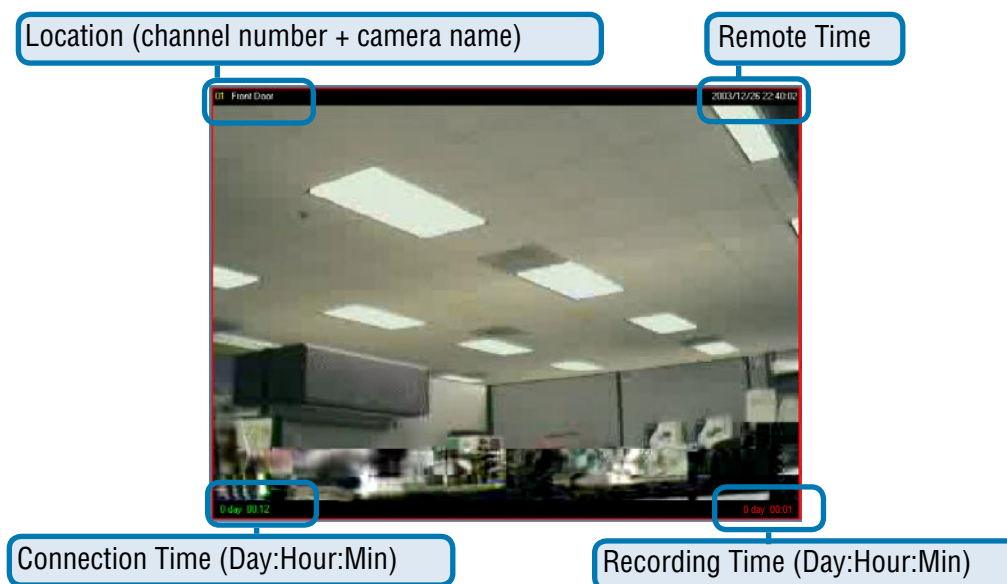 Location (channel number + camera name)
Remote Time
01 Front Door
2003/12/26 22:40:02
0 day 00:12
0 day 00:01
Connection Time (Day:Hour:Min)
Recording Time (Day:Hour:Min)